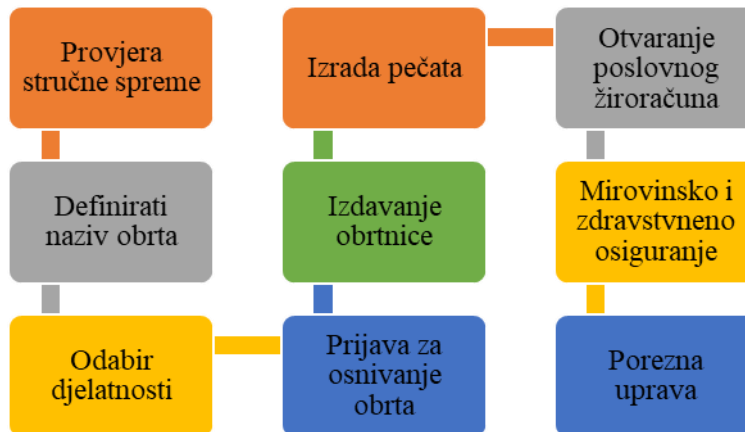 Provjera
stručne spreme
Definirati
naziv obrta
Odabir
djelatnosti
Prijava za
osnivanje
obrta
Izdavanje
obrtnice
Izrada pečata
Otvaranje
poslovnog
žiroračuna
Mirovinsko i
zdravstvneno
osiguranje
Porezna
uprava